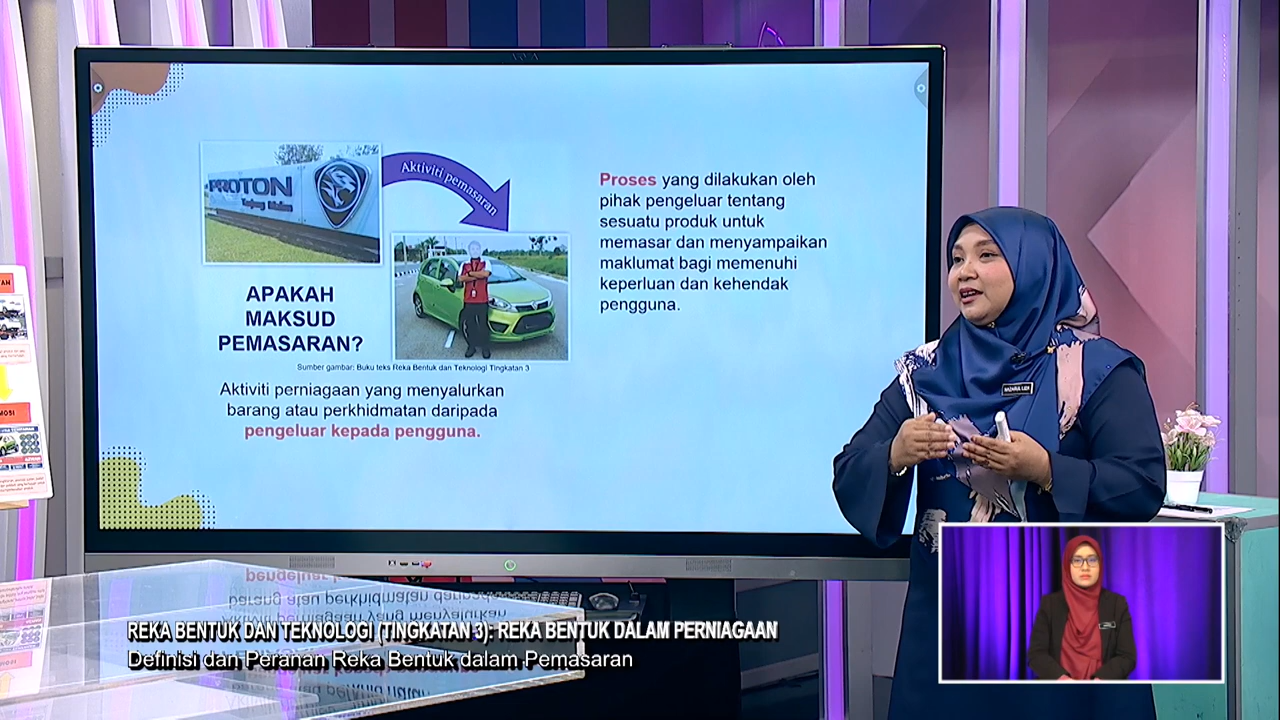 PROTON
Tanjung Malim
Aktiviti pemasaran
APAKAH
MAKSUD
PEMASARAN?
Sumber gambar: Buku teks Reka Bentuk dan Teknologi Tingkatan 3
Aktiviti perniagaan yang menyalurkan
barang atau perkhidmatan daripada
pengeluar kepada pengguna.
Proses yang dilakukan oleh
pihak pengeluar tentang
sesuatu produk untuk
memasar dan menyampaikan
maklumat bagi memenuhi
keperluan dan kehendak
pengguna.
REKA BENTUK DAN TEKNOLOGI (TINGKATAN 3): REKA BENTUK DALAM PERNIAGAAN
Definisi dan Peranan Reka Bentuk dalam Pemasaran